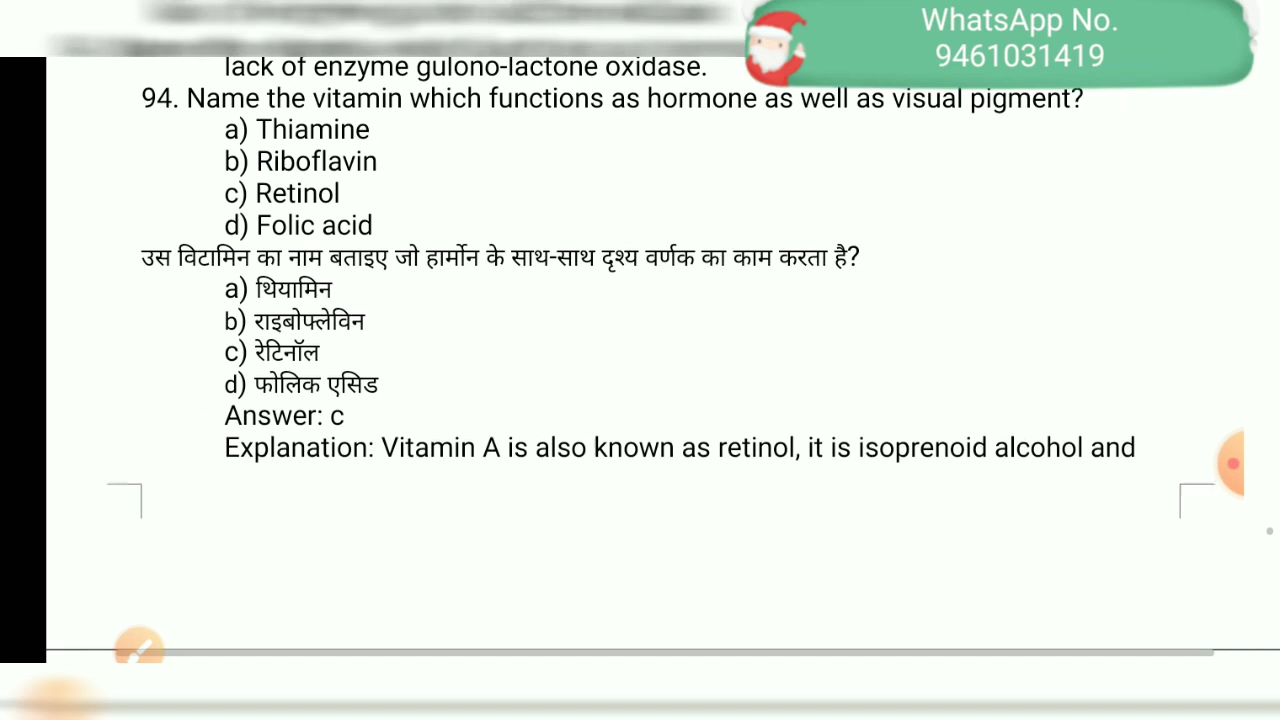 WhatsApp No.
9461031419
lack of enzyme gulono-lactone oxidase.
94. Name the vitamin which functions as hormone as well as visual pigment?
a) Thiamine
b) Riboflavin
c) Retinol
d) Folic acid
उस विटामिन का नाम बताइए जो हार्मोन के साथ-साथ दृश्य वर्णक का काम करता है?
a) थियामिन
b) राइबोफ्लेविन
c) रेटिनॉल
d) फोलिक एसिड
Answer: c
Explanation: Vitamin A is also known as retinol, it is isoprenoid alcohol and